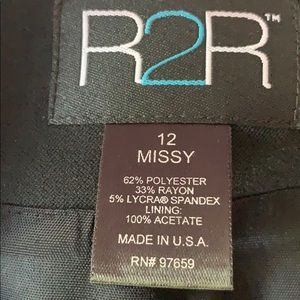 R2R™
12
MISSY
62% POLYESTER
33% RAYON
5% LYCRA® SPANDEX
LINING:
100% ACETATE
MADE IN U.S.A.
RN# 97659